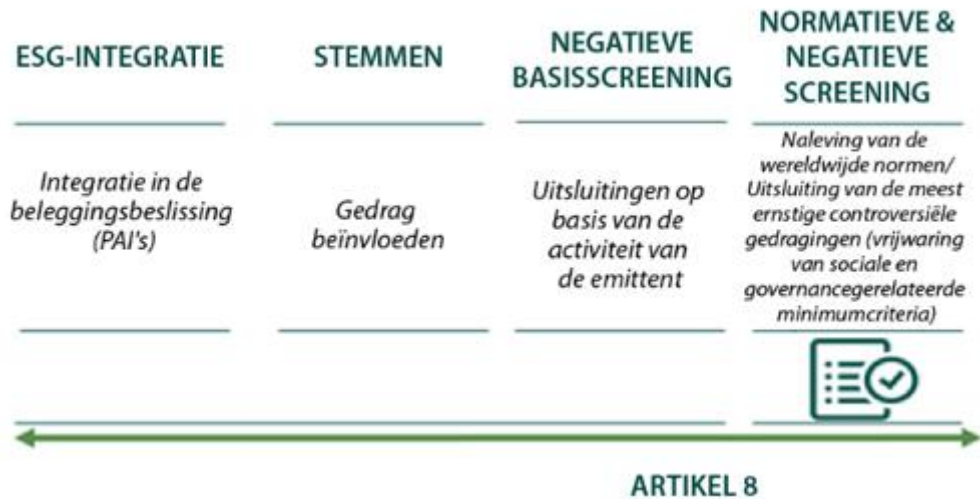 ESG-INTEGRATIE
Integratie in de
beleggingsbeslissing
(PAI's)
STEMMEN
Gedrag
beïnvloeden
NEGATIEVE
BASISSCREENING
Uitsluitingen op
basis van de
activiteit van
de emittent
NORMATIEVE &
NEGATIEVE
SCREENING
Naleving van de
wereldwijde normen/
Uitsluiting van de meest
ernstige controversiële
gedragingen (vrijwaring
van sociale en
governancegerelateerde
minimumcriteria)
ARTIKEL 8